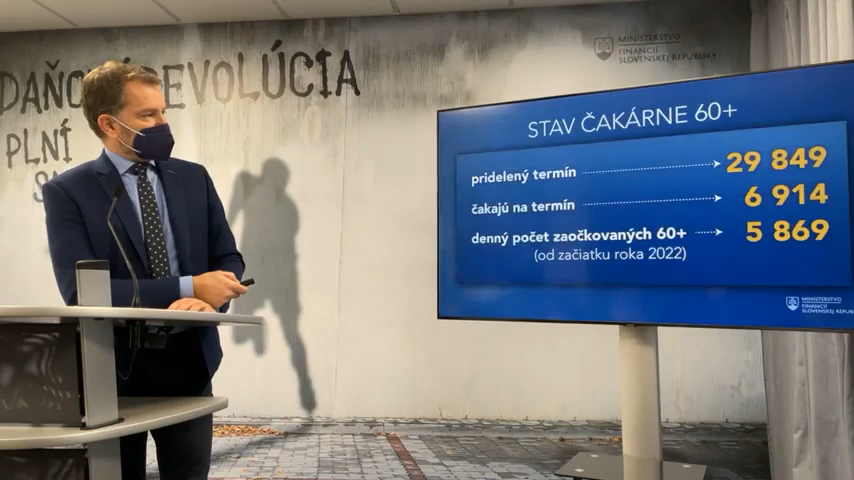 DAŇOVÁ REVOLÚCIA
PLNÍ
MINISTERSTVO
FINANCIÍ
SLOVENSKEJ REPUBLIKY
STAV ČAKÁRNE 60+
pridelený termín 29 849
čakajú na termín 6 914
denný počet zaočkovaných 60+ 5 869
(od začiatku roka 2022)
MINISTERSTVO
FINANCIÍ
SLOVENSKEJ REPUBLIKY